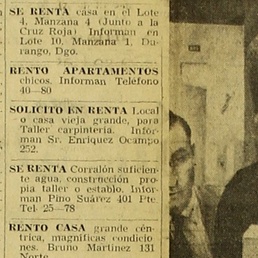 SE RENTA casa en el Lote
4, Manzana 4 (Junto a la
Cruz Roja) Informan en
Lote 10, Manzana 1, Du-
rango, Dgo.
RENTO APARTAMENTOS
chicos. Informan Teléfono
40—80
SOLICITO EN RENTA Local
o casa vieja grande, para
Taller carpintería. Infór-
man Sr. Enriquez Ocampo
252.
SE RENTA Corralón suficien-
te agua, construcción pro-
pia taller o establo. Infor-
man Pino Suárez 401 Pte.
Tel. 25—78
RENTO CASA grande cén-
trica, magníficas condicio-
nes. Bruno Martínez 131
Norte